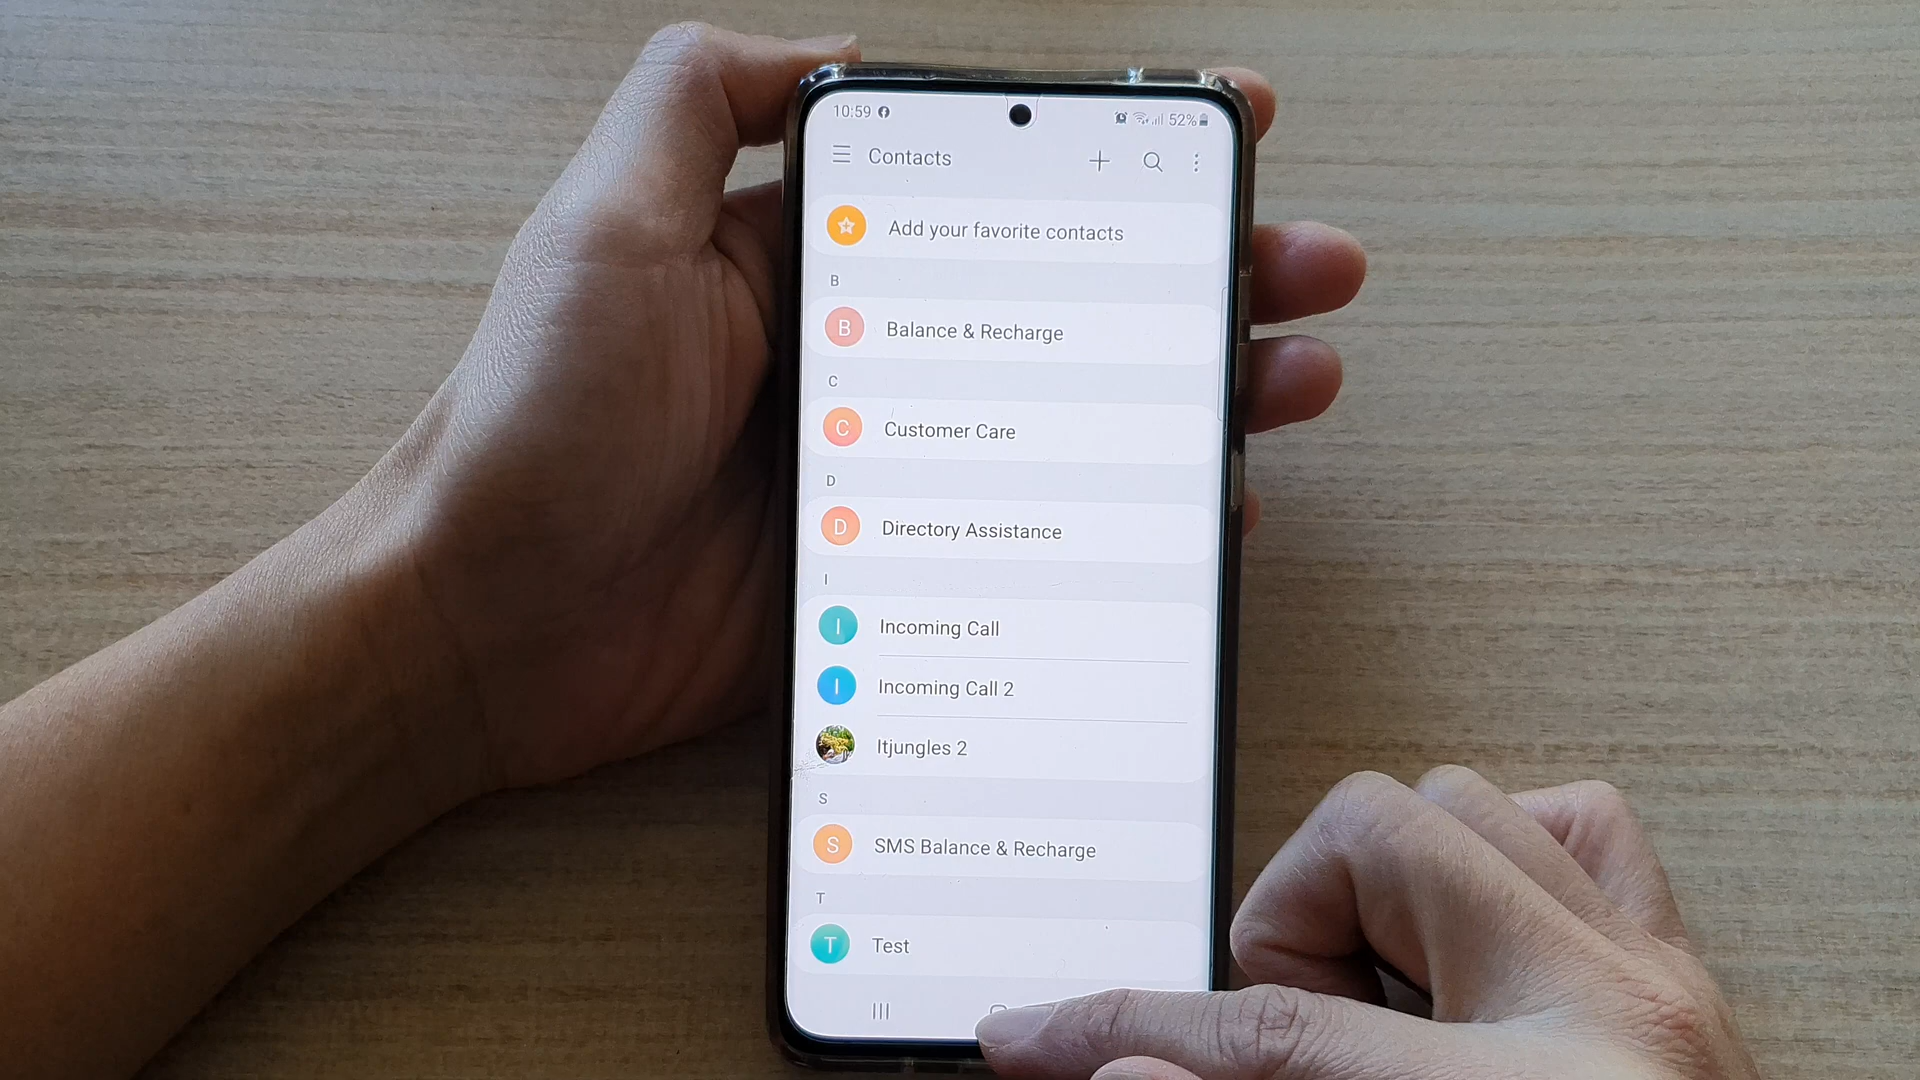 10:59 52%
Contacts
Add your favorite contacts
B
B Balance & Recharge
C
C Customer Care
D
D Directory Assistance
I
I Incoming Call
I Incoming Call 2
Itjungles 2
S
S SMS Balance & Recharge
T
T Test